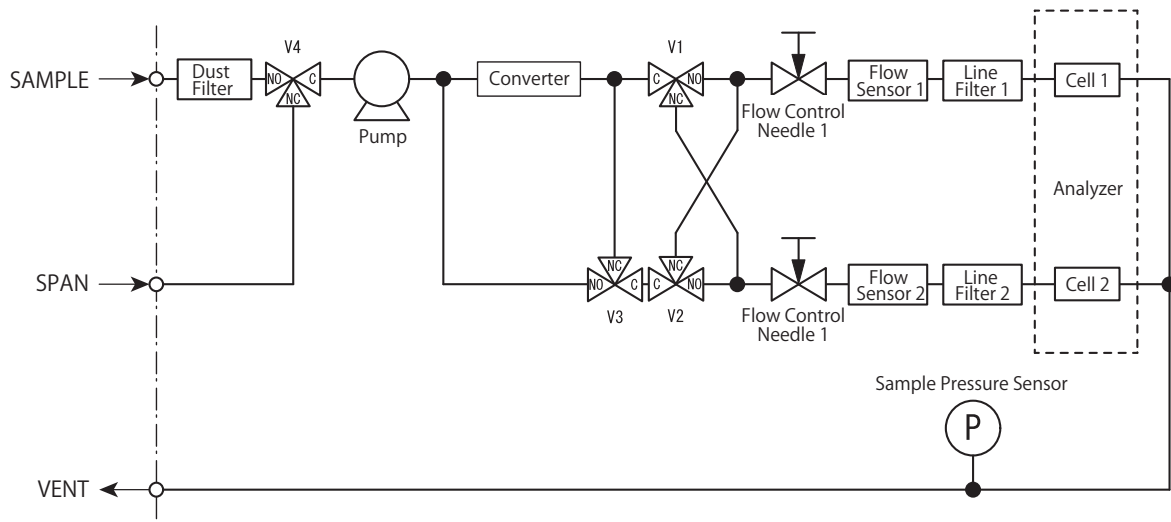 V4
V1
SAMPLE
Dust
Filter
NO
C
NC
Pump
Converter
C
NO
NC
Flow Control
Needle 1
Flow
Sensor 1
Line
Filter 1
Cell 1
Analyzer
SPAN
NC
NO
C
V3
NC
C
NO
V2
Flow Control
Needle 1
Flow
Sensor 2
Line
Filter 2
Cell 2
Sample Pressure Sensor
P
VENT